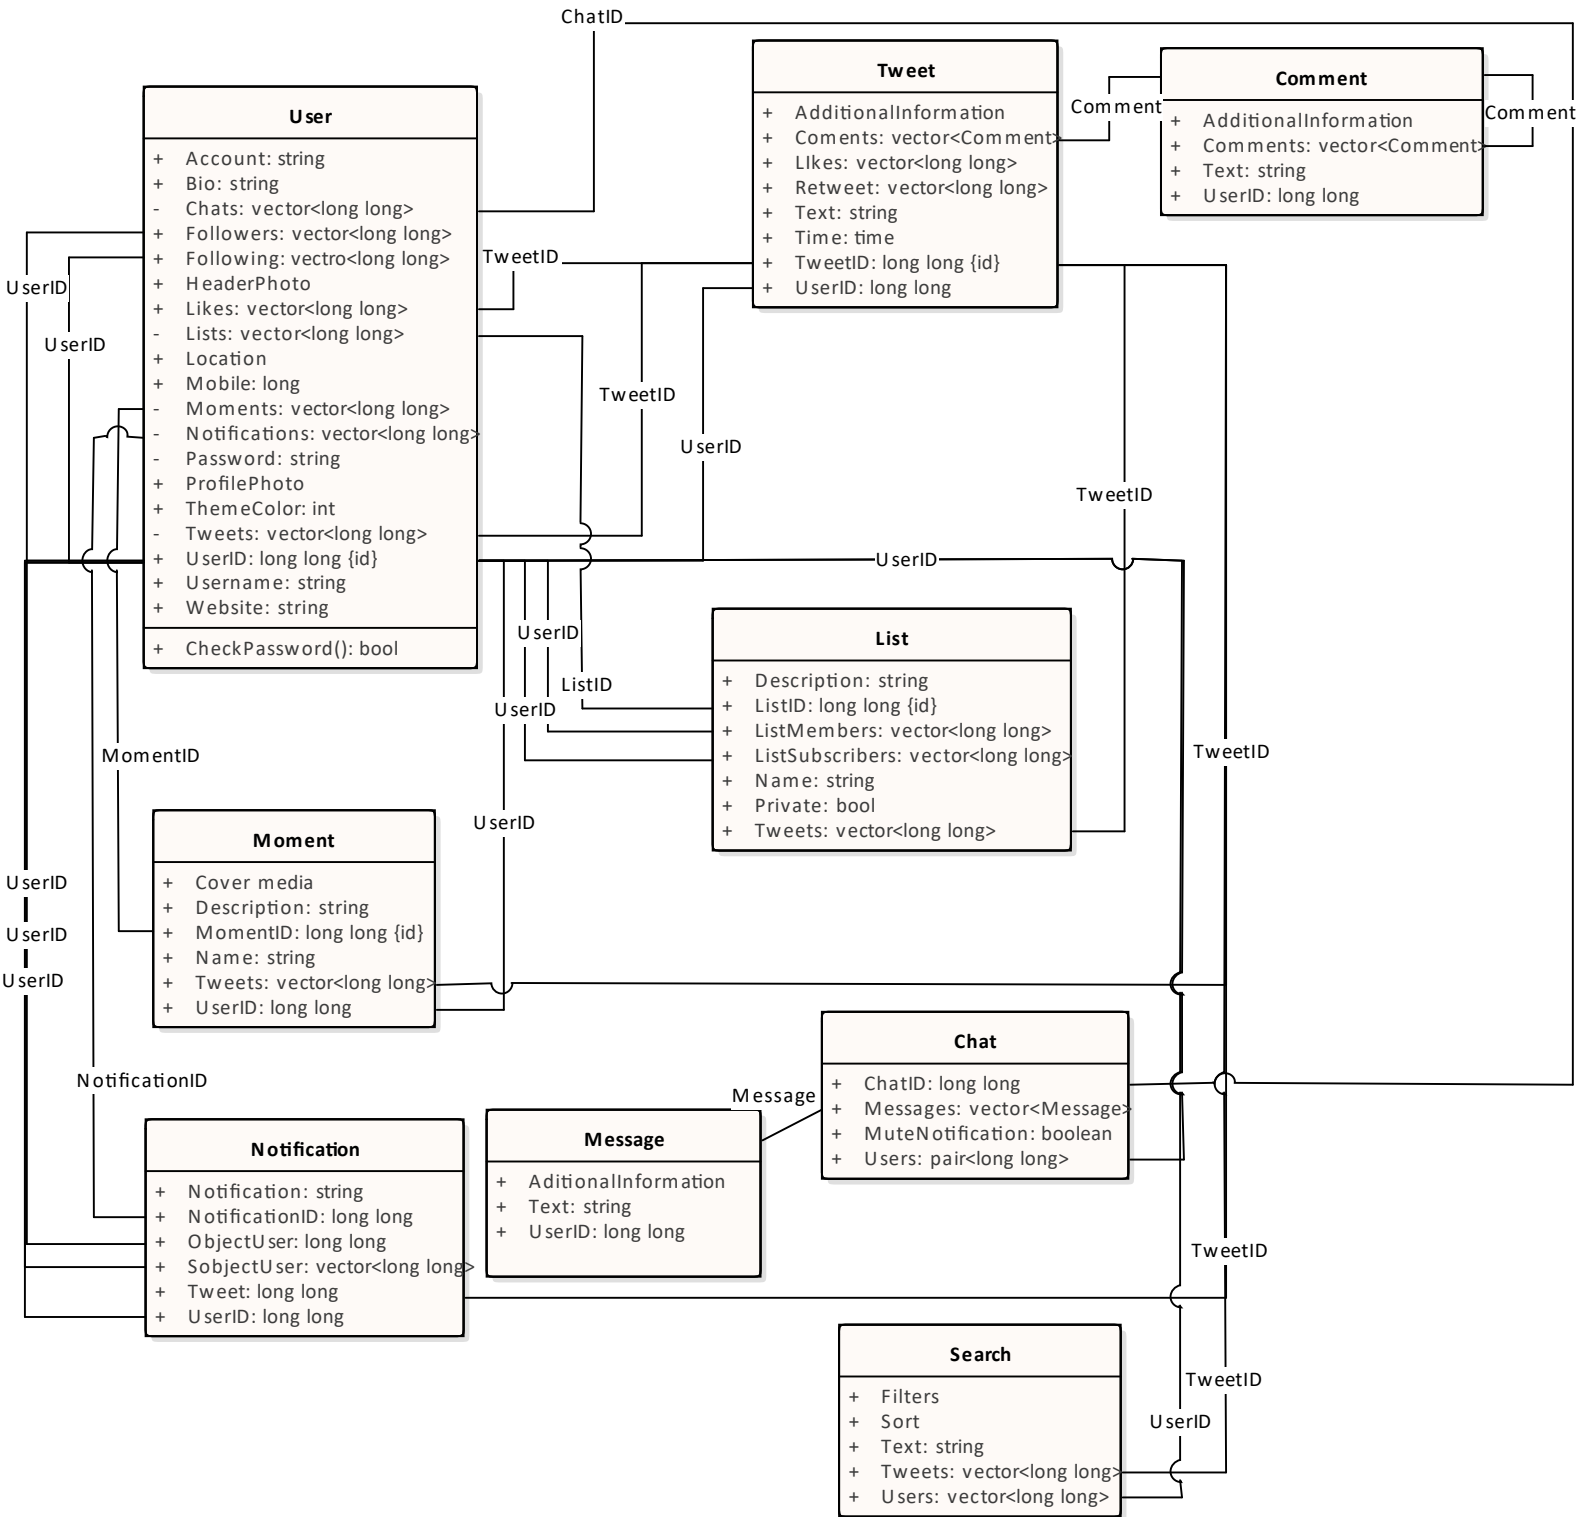 ChatID
User
+ Account: string
+ Bio: string
- Chats: vector<long long>
+ Followers: vector<long long>
+ Following: vectro<long long>
+ HeaderPhoto
+ Likes: vector<long long>
- Lists: vector<long long>
+ Location
+ Mobile: long
- Moments: vector<long long>
- Notifications: vector<long long>
- Password: string
+ ProfilePhoto
+ ThemeColor: int
- Tweets: vector<long long>
+ UserID: long long {id}
+ Username: string
+ Website: string
+ CheckPassword(): bool
Tweet
+ AdditionalInformation
+ Coments: vector<Comment>
+ LIkes: vector<long long>
+ Retweet: vector<long long>
+ Text: string
+ Time: time
+ TweetID: long long {id}
+ UserID: long long
Comment
Comment
+ AdditionalInformation
+ Comments: vector<Comment>
+ Text: string
+ UserID: long long
Comment
UserID
UserID
TweetID
TweetID
UserID
TweetID
UserID
UserID
ListID
UserID
List
+ Description: string
+ ListID: long long {id}
+ ListMembers: vector<long long>
+ ListSubscribers: vector<long long>
+ Name: string
+ Private: bool
+ Tweets: vector<long long>
TweetID
MomentID
UserID
Moment
+ Cover media
+ Description: string
+ MomentID: long long {id}
+ Name: string
+ Tweets: vector<long long>
+ UserID: long long
UserID
UserID
UserID
NotificationID
Chat
+ ChatID: long long
+ Messages: vector<Message>
+ MuteNotification: boolean
+ Users: pair<long long>
Message
Message
+ AditionalInformation
+ Text: string
+ UserID: long long
Notification
+ Notification: string
+ NotificationID: long long
+ ObjectUser: long long
+ SobjectUser: vector<long long>
+ Tweet: long long
+ UserID: long long
TweetID
TweetID
UserID
Search
+ Filters
+ Sort
+ Text: string
+ Tweets: vector<long long>
+ Users: vector<long long>